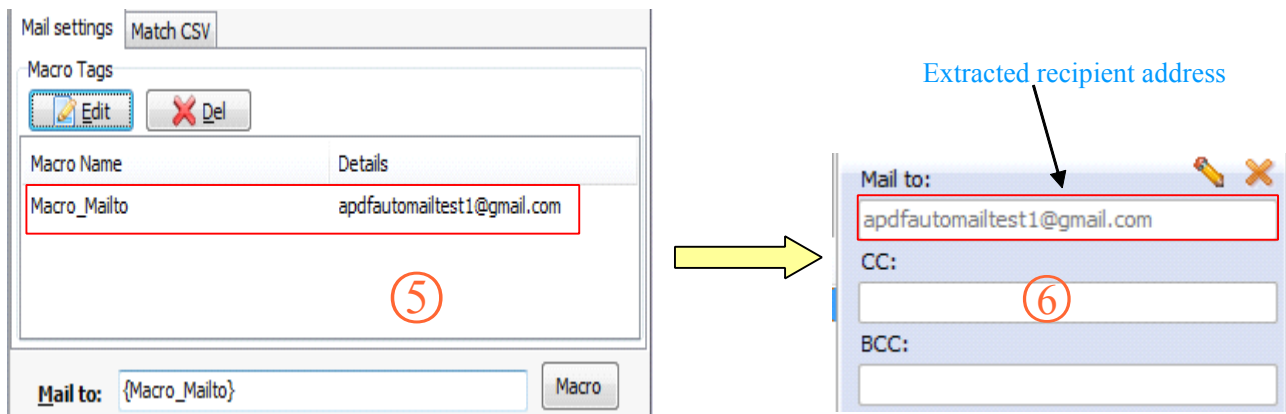 Mail settings Match CSV
Macro Tags
Edit Del
Macro Name Details
Macro_Mailto apdfautomailtest1@gmail.com
⑤
Mail to: {Macro_Mailto} Macro
Extracted recipient address
Mail to:
apdfautomailtest1@gmail.com
CC:
⑥
BCC: